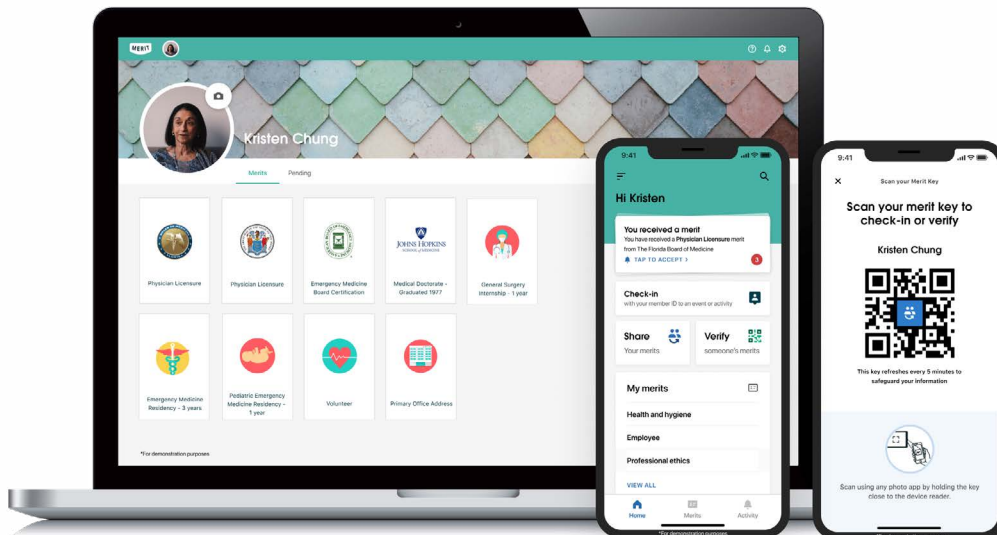 MERIT
Kristen Chung
Merits
Pending
Physician Licensure
Physician Licensure
Emergency Medicine
Board Certification
JOHNS HOPKINS
SCHOOL of MEDICINE
Medical Doctorate -
Graduated 1977
General Surgery
Internship - 1 year
Emergency Medicine
Residency - 3 years
Pediatric Emergency
Medicine Residency -
1 year
Volunteer
Primary Office Address
*For demonstration purposes
9:41
Hi Kristen
You received a merit
You have received a Physician Licensure merit
from The Florida Board of Medicine
TAP TO ACCEPT >
3
Check-in
with your member ID to an event or activity
Share
Your merits
Verify
someone's merits
My merits
Health and hygiene
Employee
Professional ethics
VIEW ALL
Home
Merits
Activity
*For demonstration purposes
9:41
Scan your Merit Key
Scan your merit key to
check-in or verify
Kristen Chung
This key refreshes every 5 minutes to
safeguard your information
Scan using any photo app by holding the key
close to the device reader.